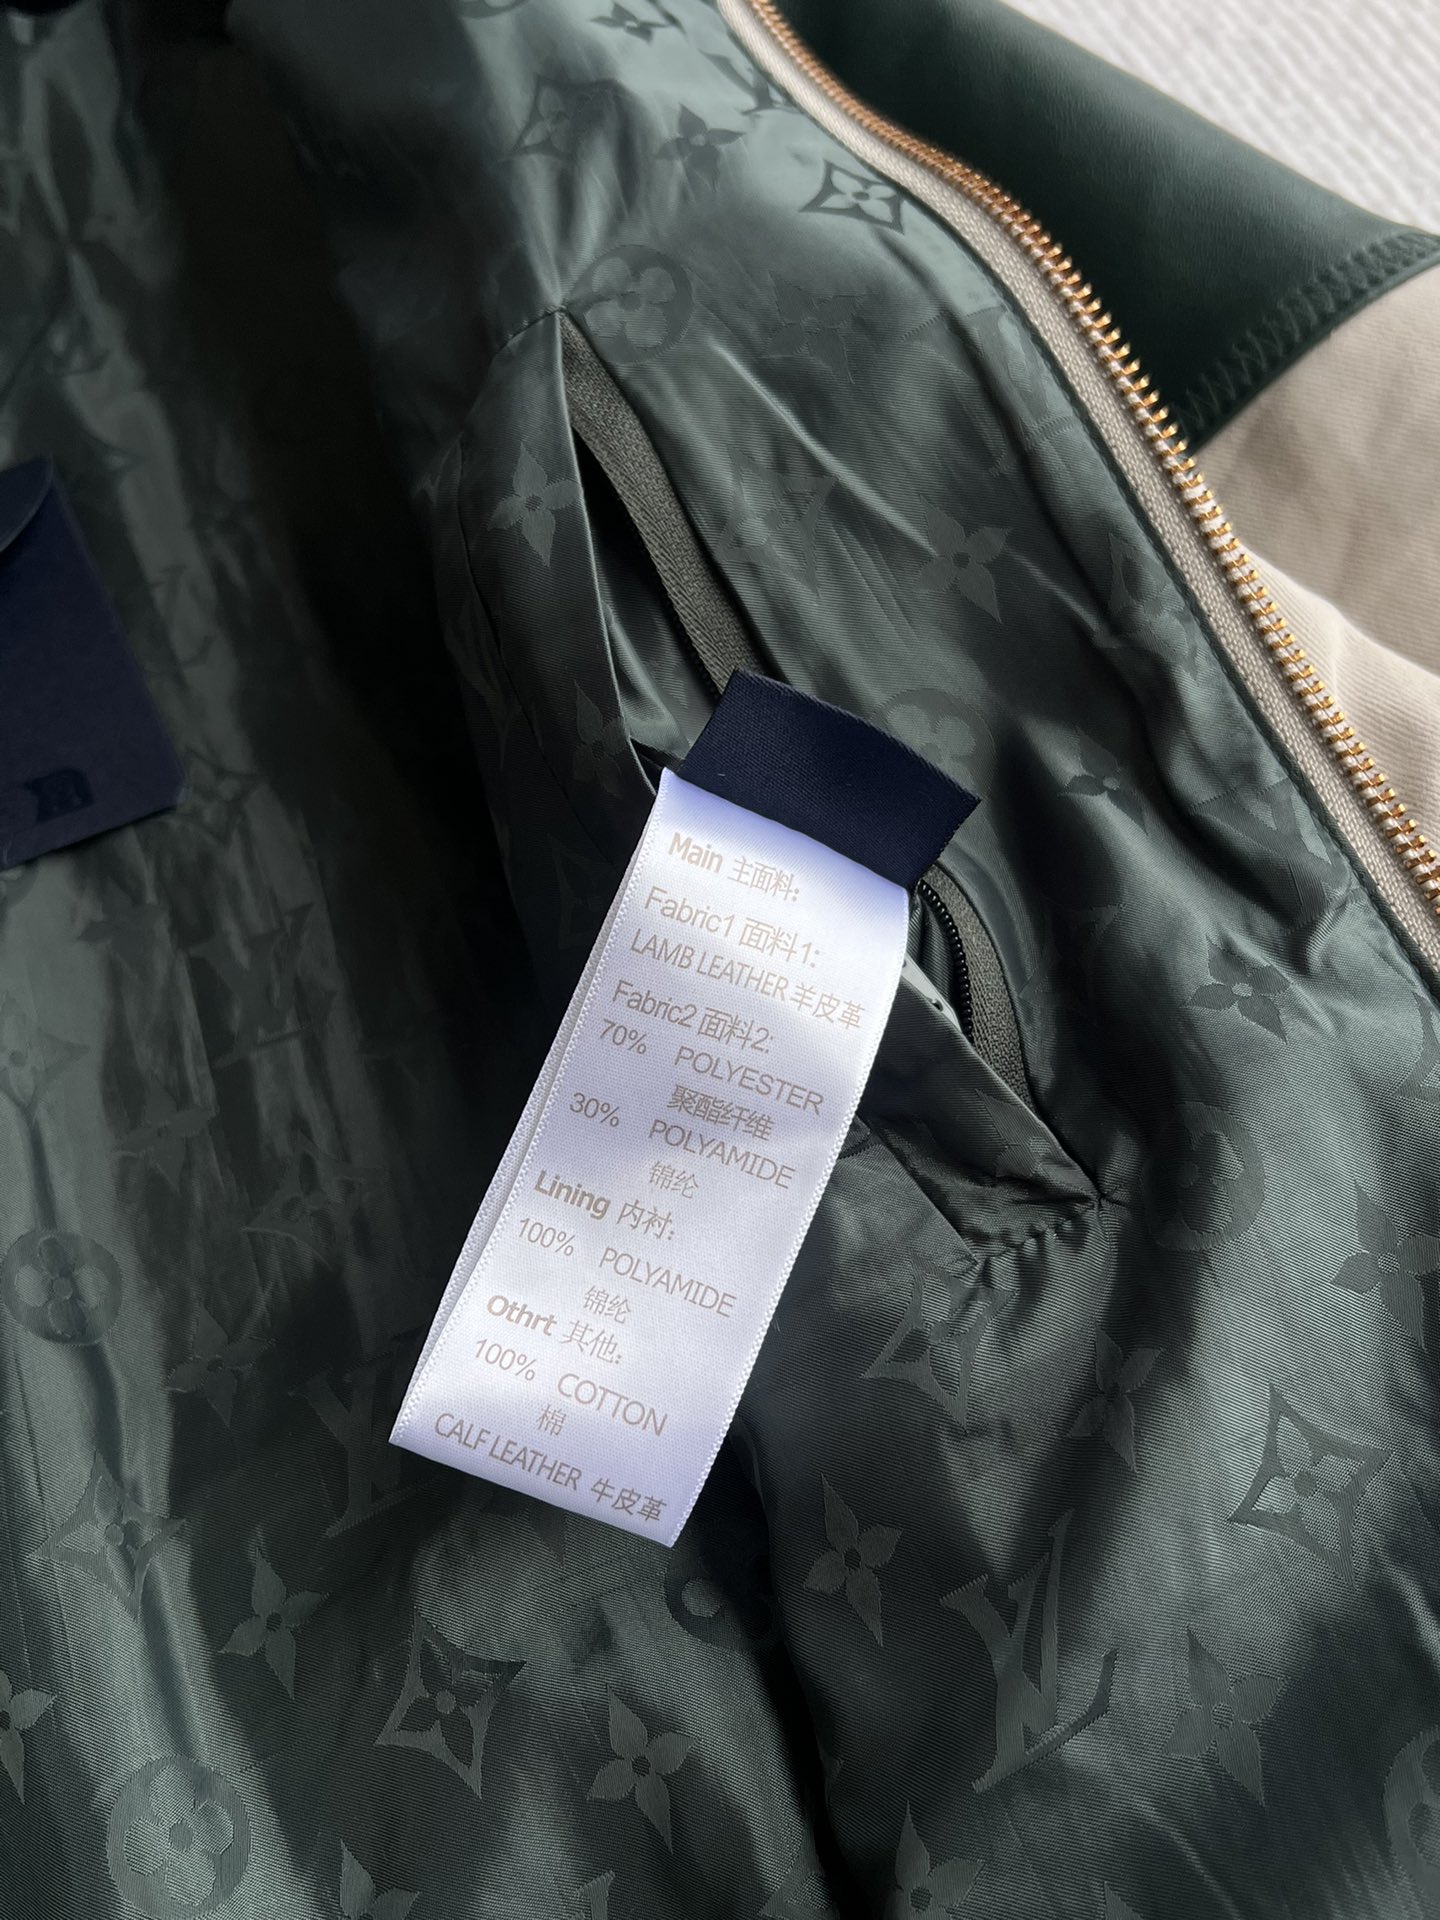 Main 主面料:
Fabric1 面料1:
LAMB LEATHER 羊皮革
Fabric2 面料2:
70% POLYESTER
聚酯纤维
30% POLYAMIDE
锦纶
Lining 内衬:
100% POLYAMIDE
锦纶
Othrt 其他:
100% COTTON
棉
CALF LEATHER 牛皮革